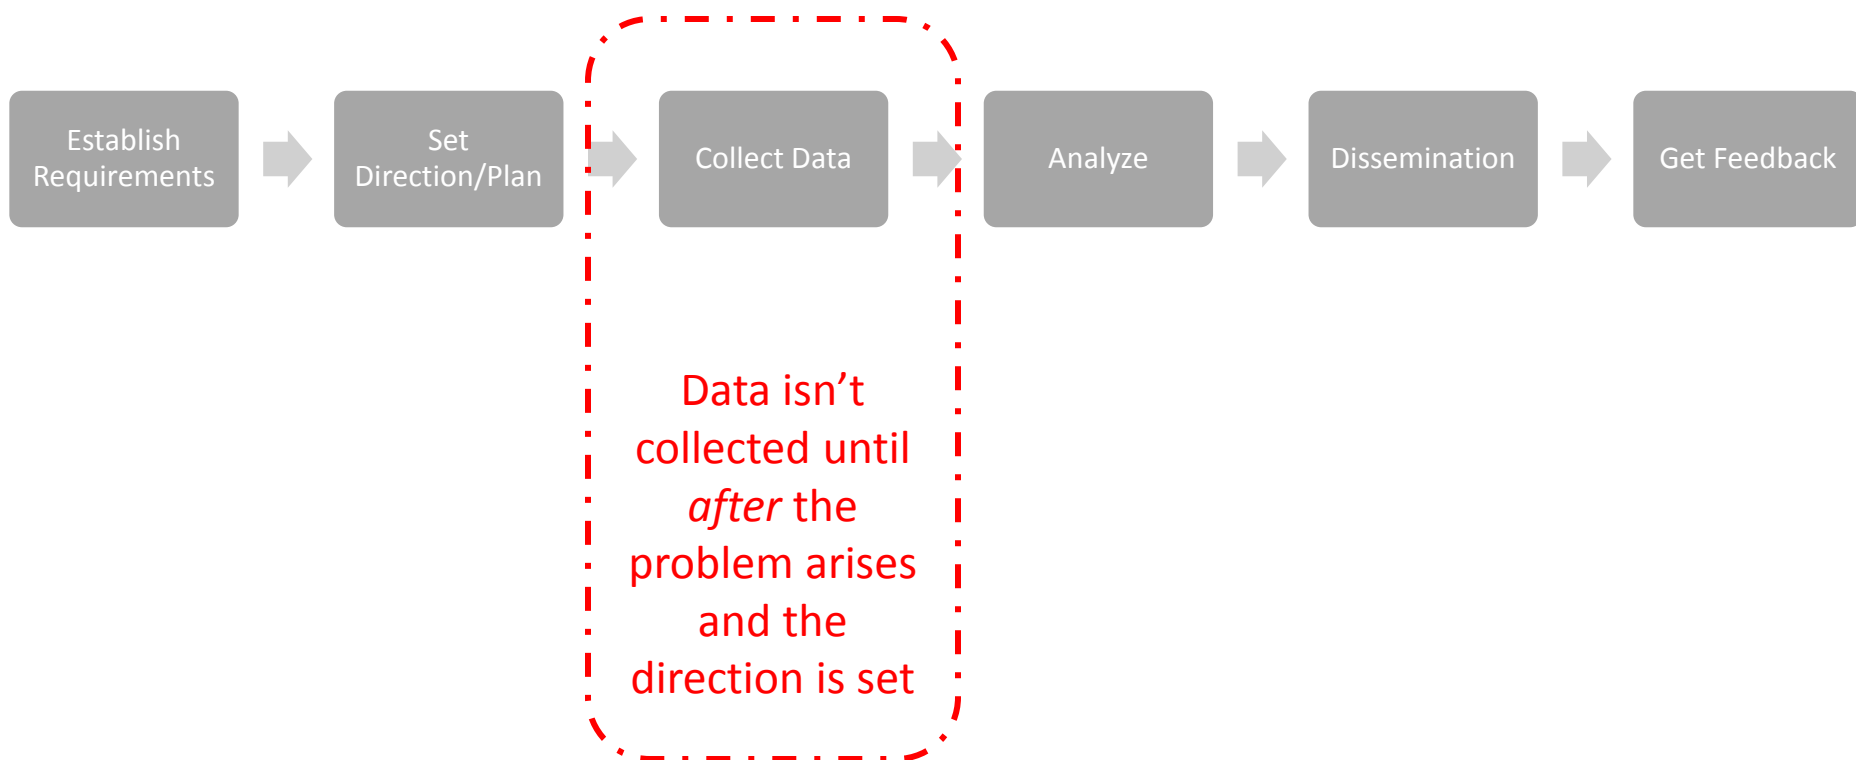 Establish
Requirements
Set
Direction/Plan
Collect Data
Analyze
Dissemination
Get Feedback
Data isn’t
collected until
after the
problem arises
and the
direction is set